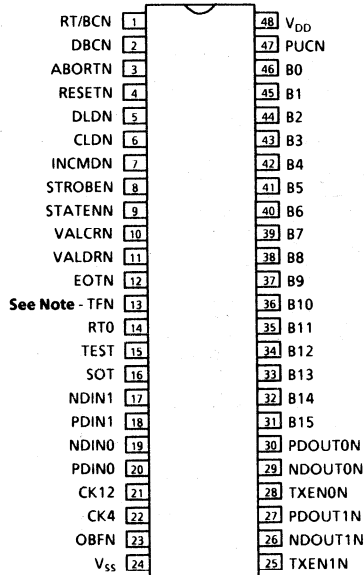 RT/BCN 1
DBCN 2
ABORTN 3
RESETN 4
DLDN 5
CLDN 6
INCMDN 7
STROBEN 8
STATENN 9
VALCRN 10
VALDRN 11
EOTN 12
See Note - TFN 13
RT0 14
TEST 15
SOT 16
NDIN1 17
PDIN1 18
NDIN0 19
PDIN0 20
CK12 21
CK4 22
OBFN 23
VSS 24
48 VDD
47 PUCN
46 B0
45 B1
44 B2
43 B3
42 B4
41 B5
40 B6
39 B7
38 B8
37 B9
36 B10
35 B11
34 B12
33 B13
32 B14
31 B15
30 PDOUT0N
29 NDOUT0N
28 TXEN0N
27 PDOUT1N
26 NDOUT1N
25 TXEN1N